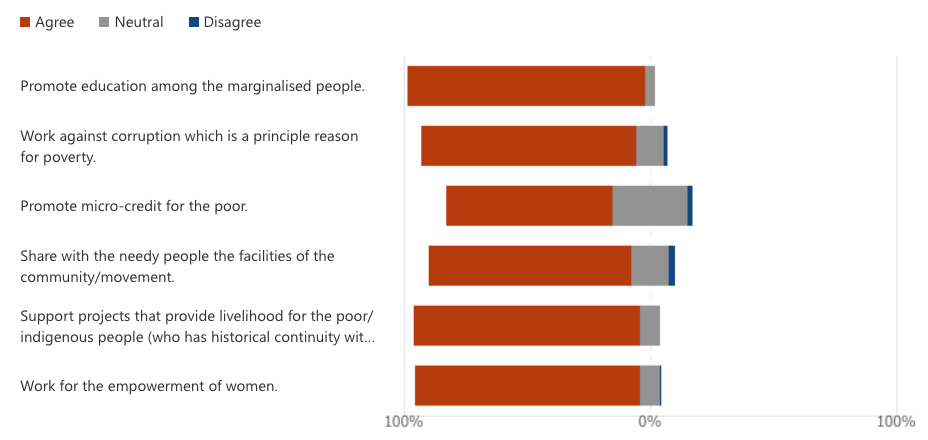 Agree Neutral Disagree
Promote education among the marginalised people.
Work against corruption which is a principle reason
for poverty.
Promote micro-credit for the poor.
Share with the needy people the facilities of the
community/movement.
Support projects that provide livelihood for the poor/
indigenous people (who has historical continuity wit...
Work for the empowerment of women.
100% 0% 100%